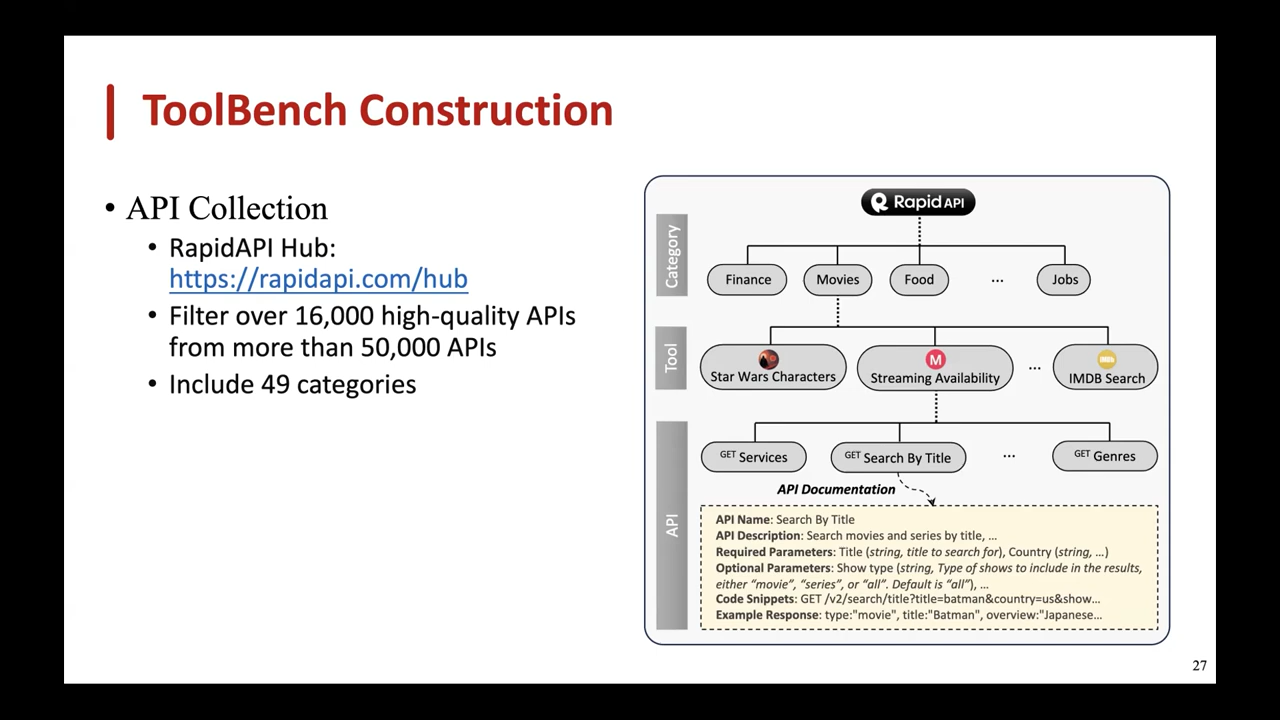 ToolBench Construction
• API Collection
• RapidAPI Hub:
https://rapidapi.com/hub
• Filter over 16,000 high-quality APIs
from more than 50,000 APIs
• Include 49 categories
Rapid API
Category
Finance
Movies
Food
...
Jobs
Tool
Star Wars Characters
M
Streaming Availability
...
IMDb
IMDB Search
API
GET Services
GET Search By Title
...
GET Genres
API Documentation
API Name: Search By Title
API Description: Search movies and series by title, ...
Required Parameters: Title (string, title to search for), Country (string, ...)
Optional Parameters: Show type (string, Type of shows to include in the results,
either “movie”, “series”, or “all”. Default is “all”), ...
Code Snippets: GET /v2/search/title?title=batman&country=us&show...
Example Response: type:"movie", title:"Batman", overview:"Japanese...
27